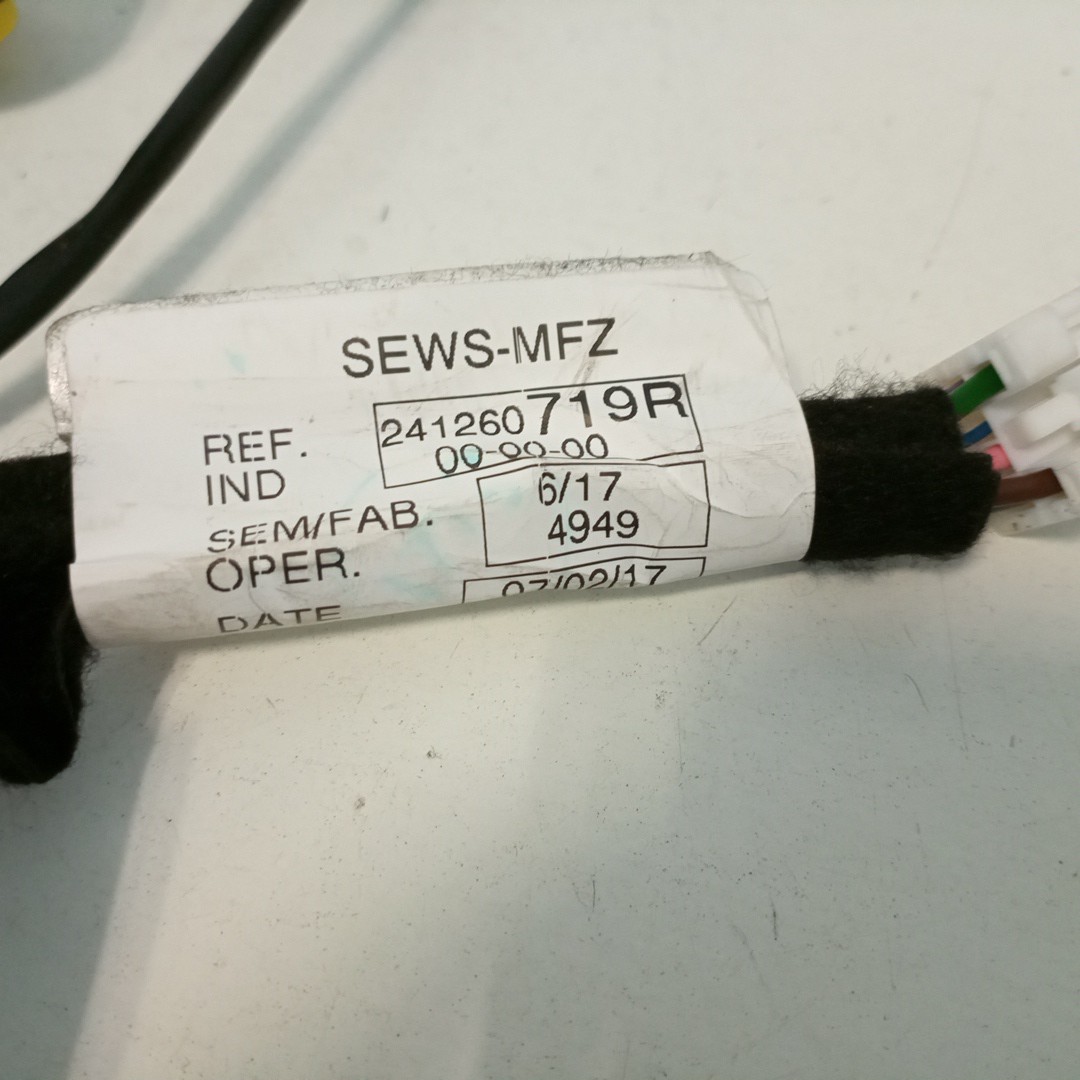 SEWS-MFZ
REF. 241260719R
IND 00-00-00
SEM/FAB. 6/17
OPER. 4949
DATE 07/02/17